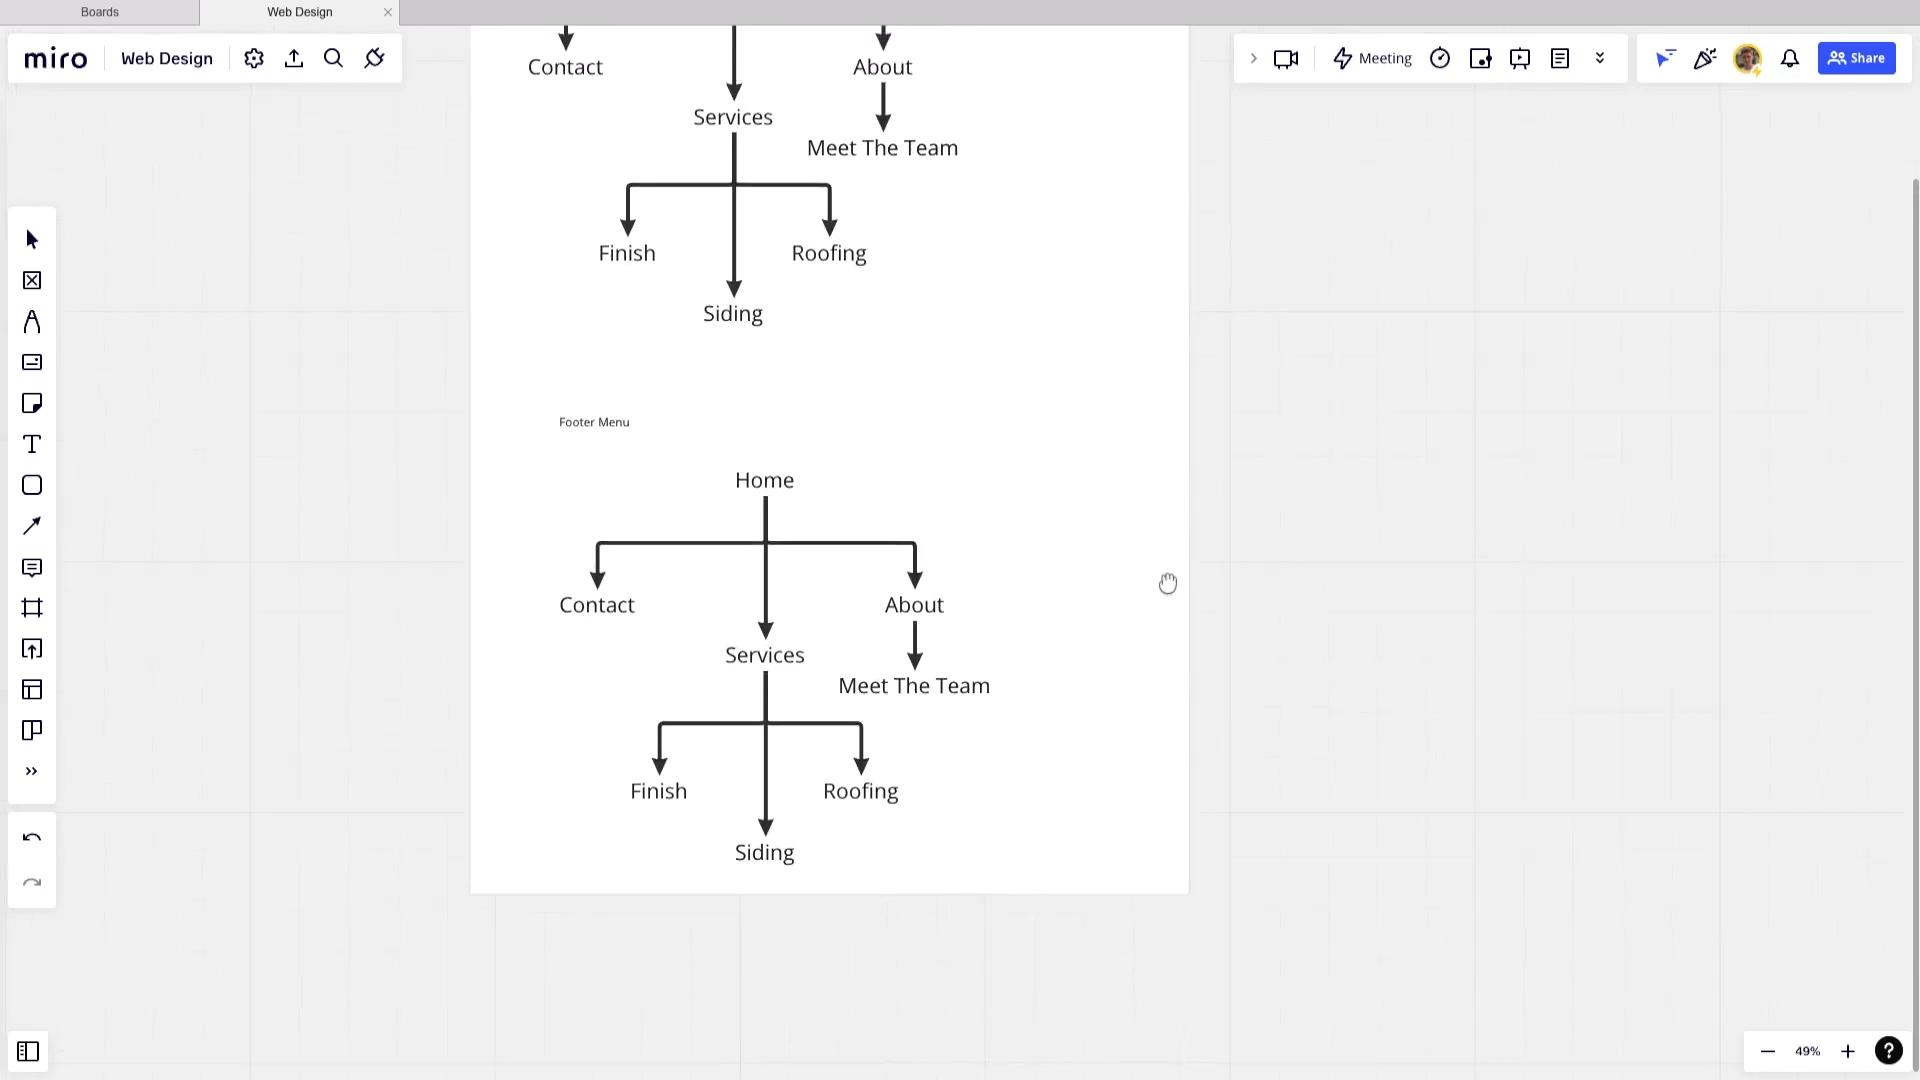 Boards
Web Design
miro
Web Design
Meeting
Share
Contact
About
Services
Meet The Team
Finish
Roofing
Siding
Footer Menu
Home
Contact
About
Services
Meet The Team
Finish
Roofing
Siding
49%